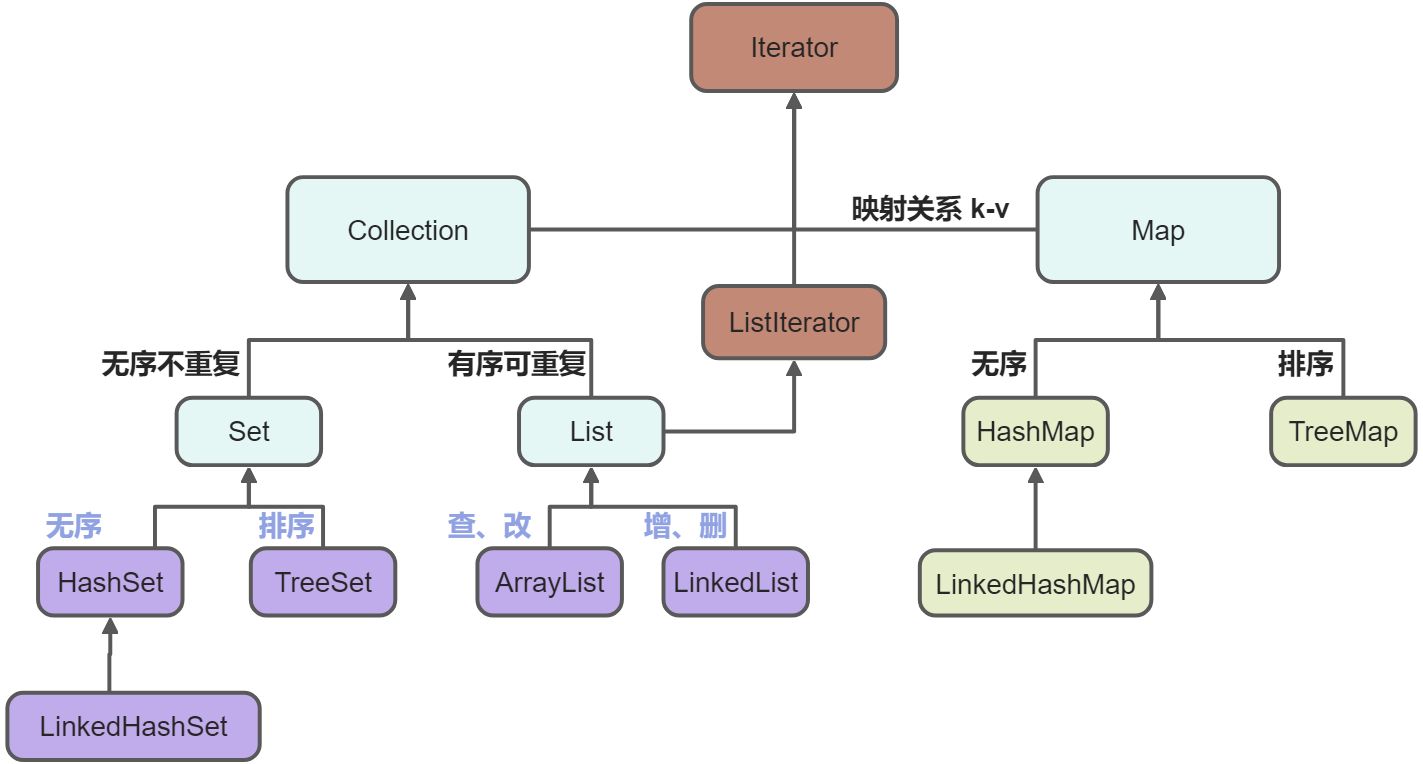 Iterator
Collection
映射关系 k-v
Map
ListIterator
无序不重复
有序可重复
无序
排序
Set
List
HashMap
TreeMap
无序
排序
查、改
增、删
HashSet
TreeSet
ArrayList
LinkedList
LinkedHashMap
LinkedHashSet